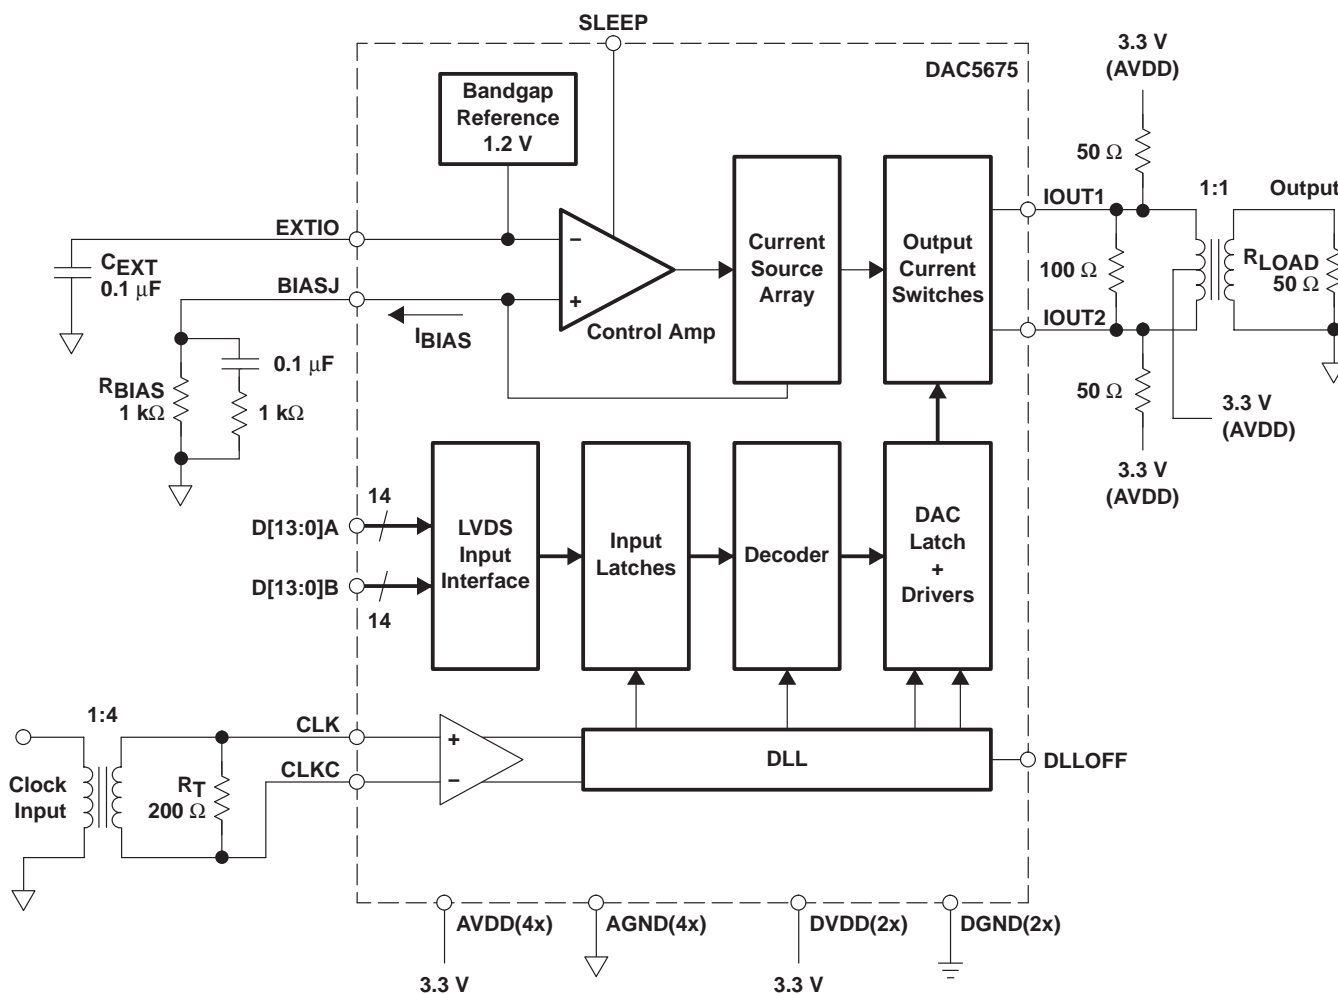 SLEEP
DAC5675
Bandgap
Reference
1.2 V
3.3 V
(AVDD)
50 Ω
1:1
Output
IOUT1
EXTIO
CEXT
0.1 μF
BIASJ
IBIAS
−
+
Control Amp
Current
Source
Array
Output
Current
Switches
100 Ω
RLOAD
50 Ω
IOUT2
0.1 μF
RBIAS
1 kΩ
1 kΩ
50 Ω
3.3 V
(AVDD)
3.3 V
(AVDD)
14
D[13:0]A
D[13:0]B
14
LVDS
Input
Interface
Input
Latches
Decoder
DAC
Latch
+
Drivers
1:4
CLK
CLKC
Clock
Input
RT
200 Ω
+
−
DLL
DLLOFF
AVDD(4x)
AGND(4x)
DVDD(2x)
DGND(2x)
3.3 V
3.3 V